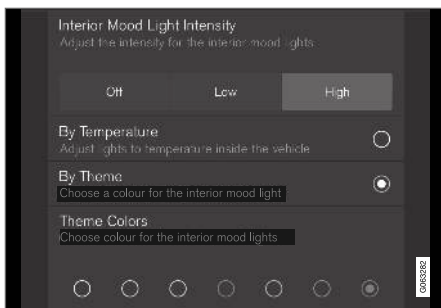 Interior Mood Light Intensity
Adjust the intensity for the interior mood lights
Off Low High
By Temperature
Adjust lights to temperature inside the vehicle
By Theme
Choose a colour for the interior mood light
Theme Colors
Choose colour for the interior mood lights
G063282